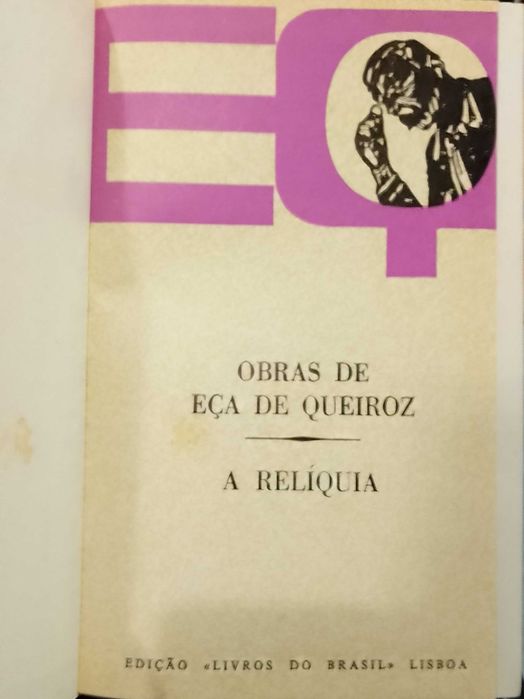 EQ
OBRAS DE
EÇA DE QUEIROZ
A RELÍQUIA
EDIÇÃO «LIVROS DO BRASIL» LISBOA